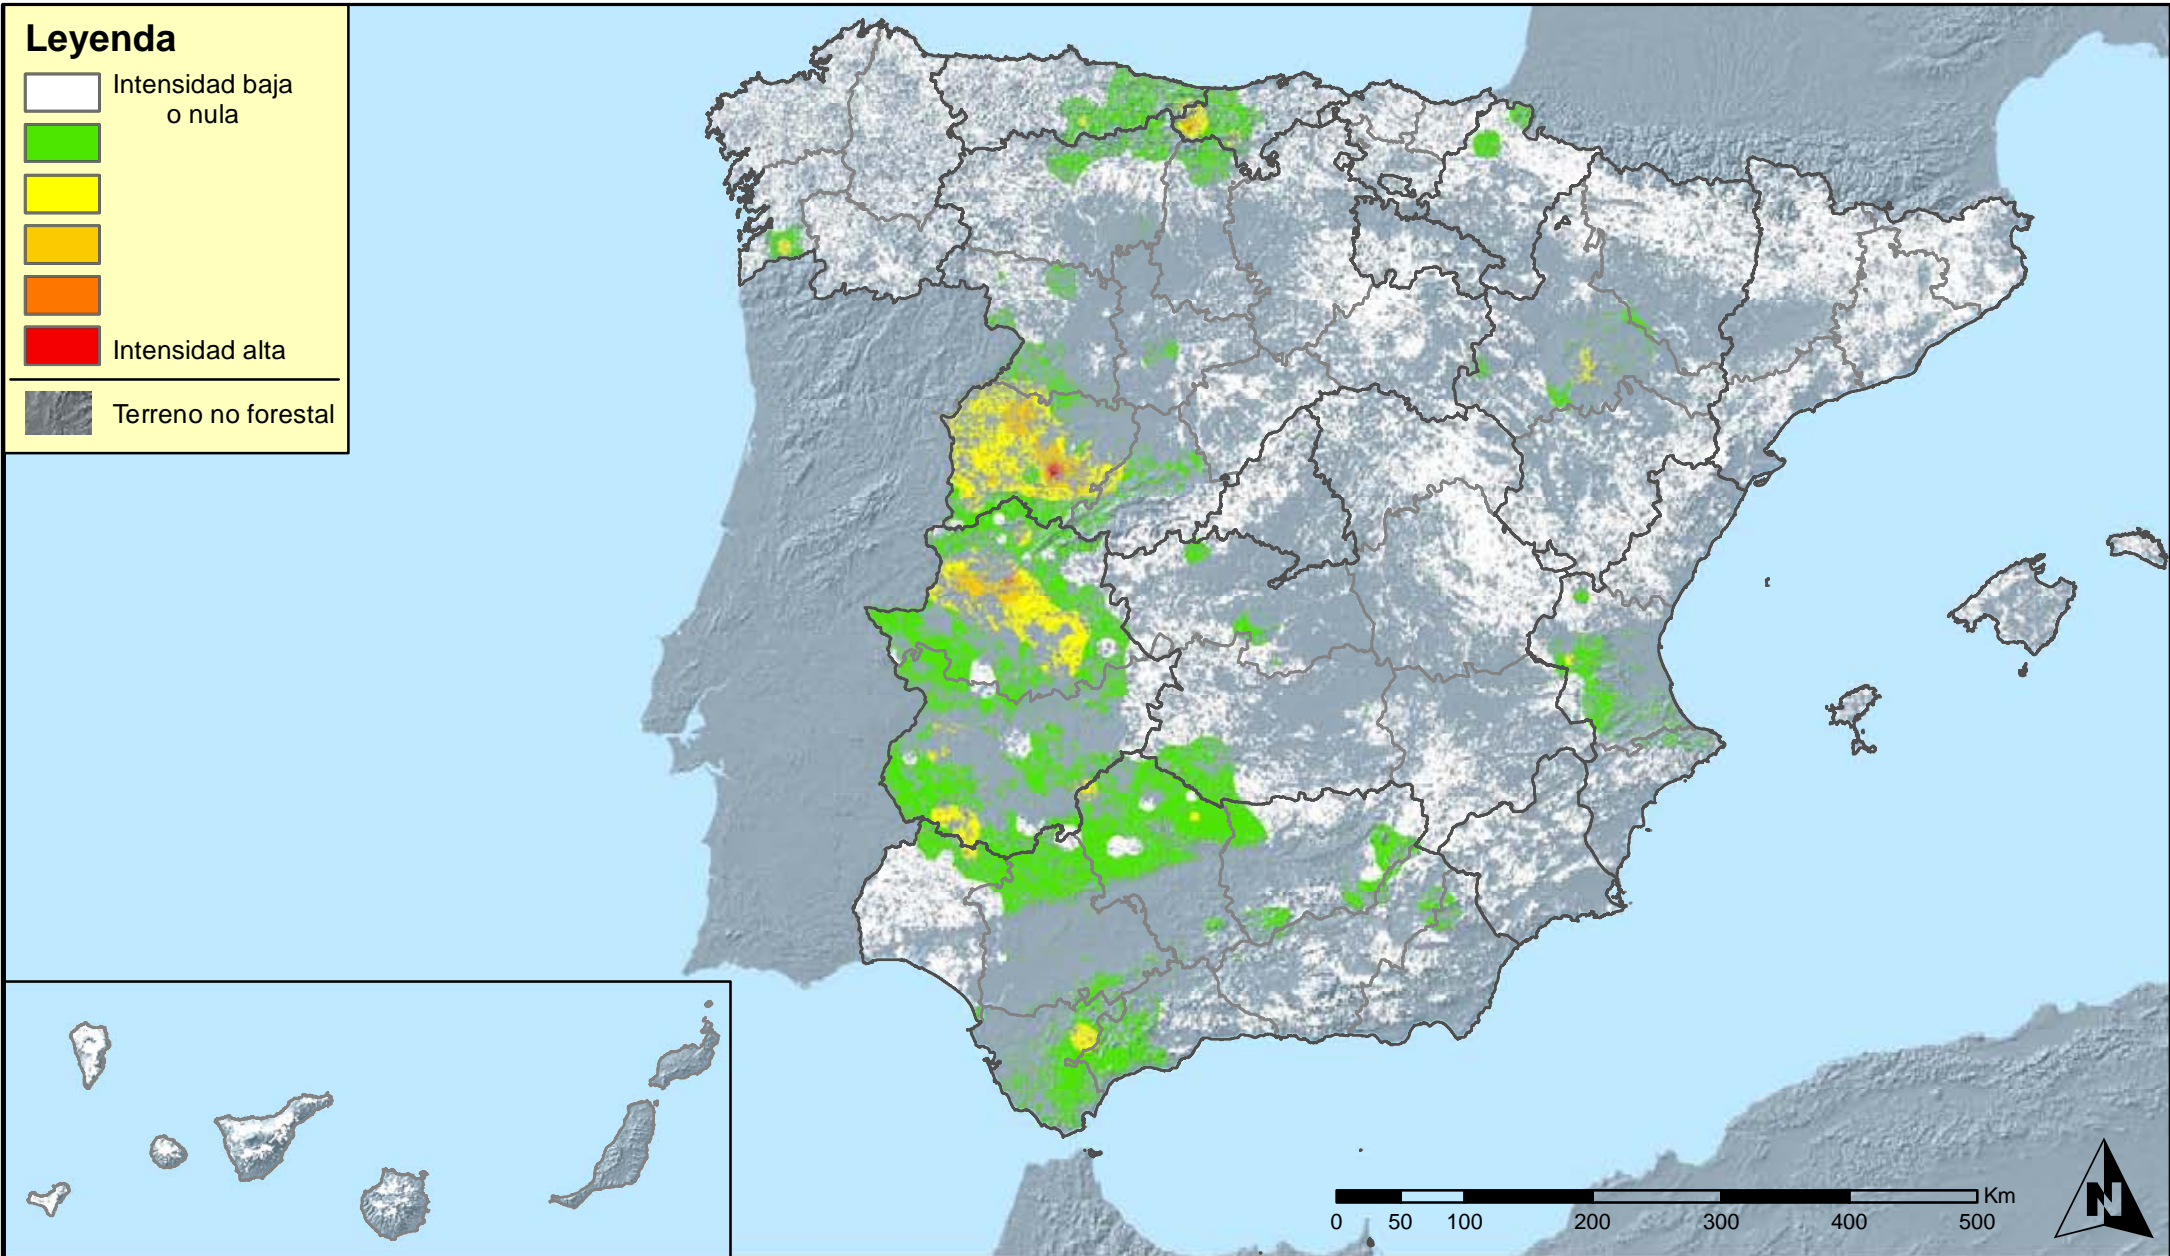 Leyenda
Intensidad baja
o nula
Intensidad alta
Terreno no forestal
Km
0 50 100 200 300 400 500
N